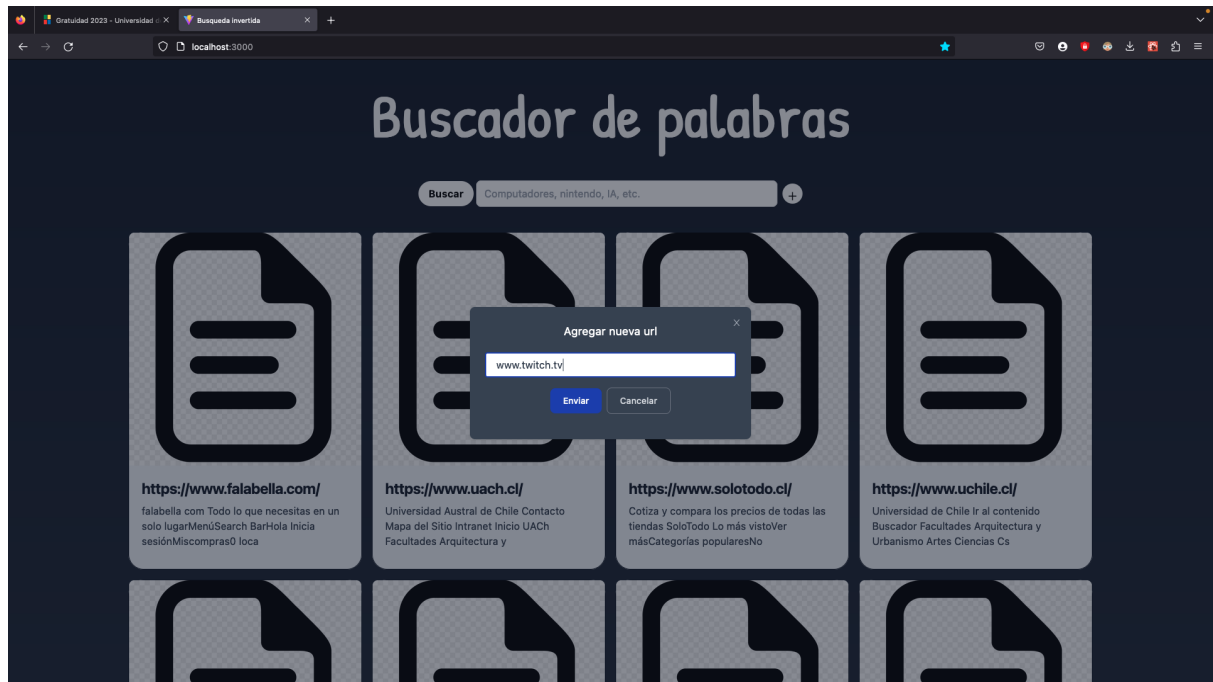 Gratuidad 2023 - Universidad d
Busqueda invertida
localhost:3000
Buscador de palabras
Buscar
Computadores, nintendo, IA, etc.
+
Agregar nueva url
www.twitch.tv
Enviar
Cancelar
https://www.falabella.com/
falabella com Todo lo que necesitas en un
solo lugarMenúSearch BarHola Inicia
sesiónMiscompras0 loca
https://www.uach.cl/
Universidad Austral de Chile Contacto
Mapa del Sitio Intranet Inicio UACh
Facultades Arquitectura y
https://www.solotodo.cl/
Cotiza y compara los precios de todas las
tiendas SoloTodo Lo más vistoVer
másCategorías popularesNo
https://www.uchile.cl/
Universidad de Chile Ir al contenido
Buscador Facultades Arquitectura y
Urbanismo Artes Ciencias Cs